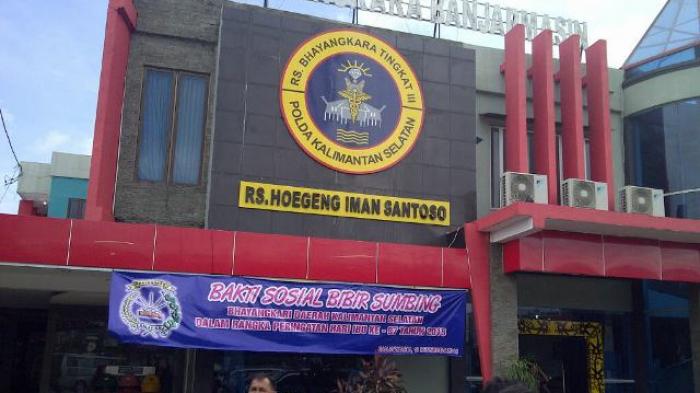 BANJARMASIN
RS. BHAYANGKARA TINGKAT III
POLDA KALIMANTAN SELATAN
RS.HOEGENG IMAN SANTOSO
BAKTI SOSIAL BIBIR SUMBING
BHAYANGKARI DAERAH KALIMANTAN SELATAN
DALAM RANGKA PERINGATAN HARI IBU KE - 87 TAHUN 2015